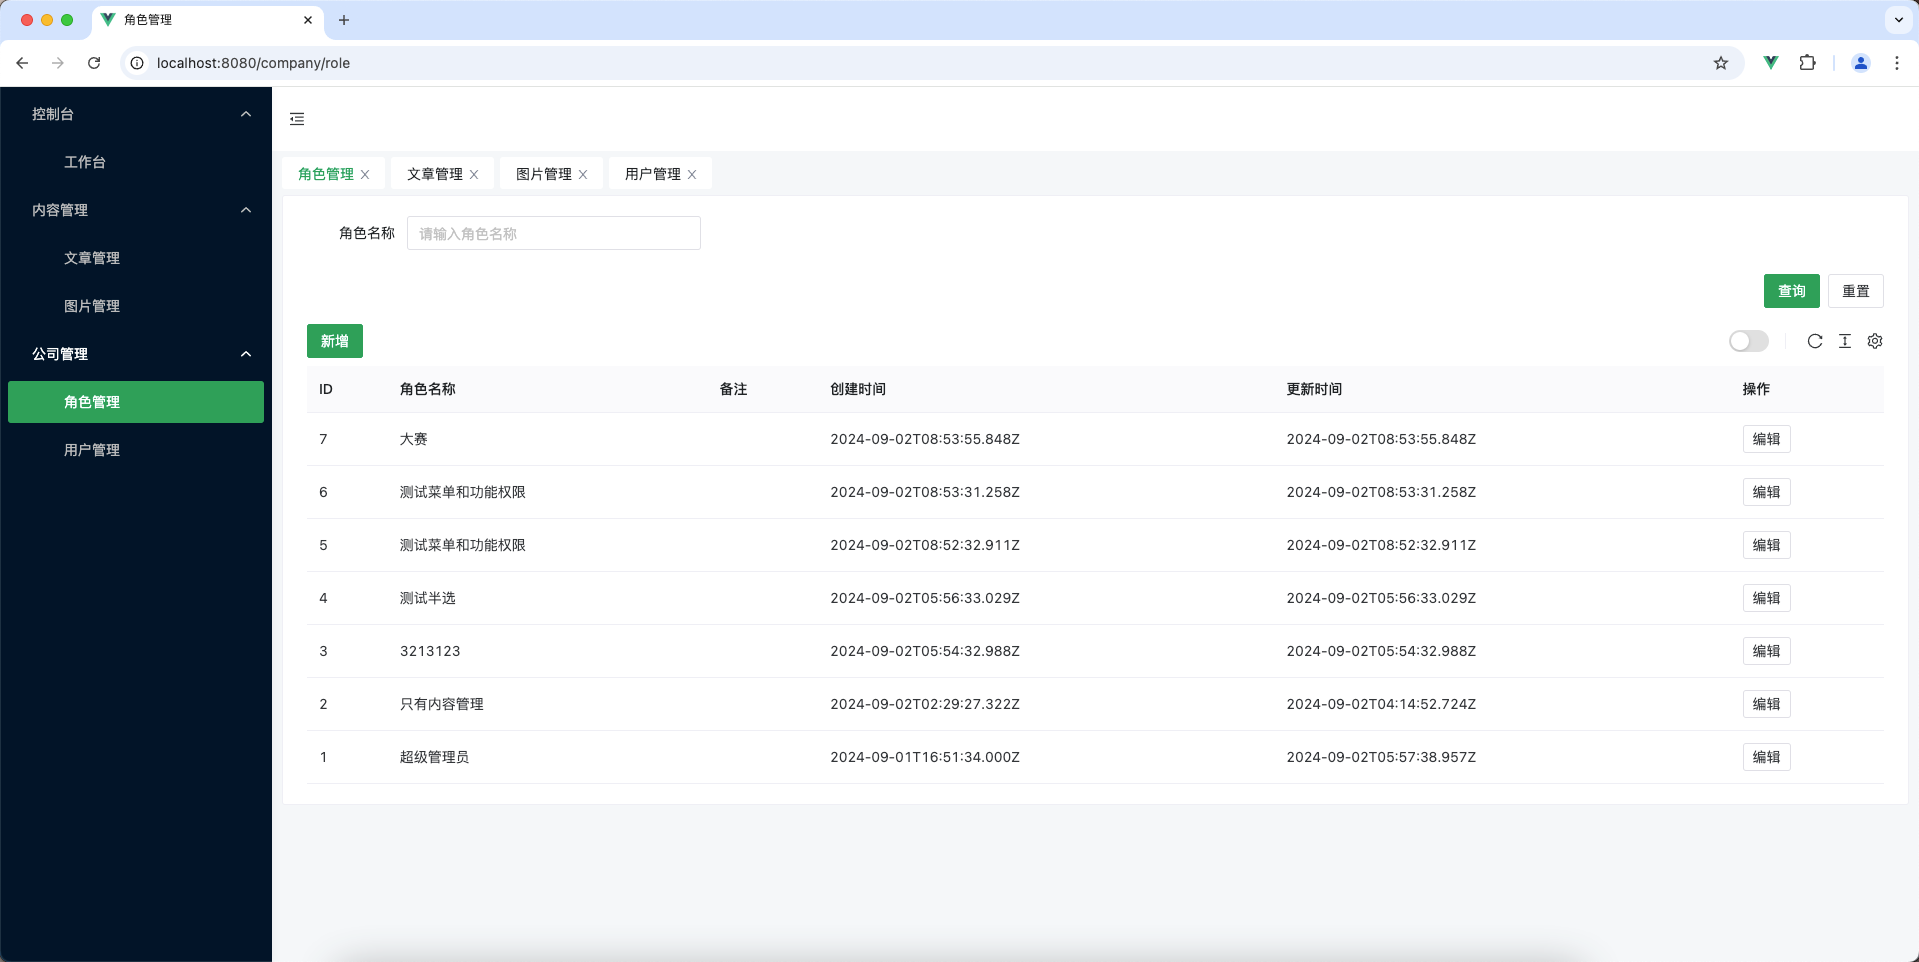 角色管理
localhost:8080/company/role
控制台
工作台
内容管理
文章管理
图片管理
公司管理
角色管理
用户管理
角色管理 文章管理 图片管理 用户管理
角色名称 请输入角色名称
查询 重置
新增
ID 角色名称 备注 创建时间 更新时间 操作
7 大赛 2024-09-02T08:53:55.848Z 2024-09-02T08:53:55.848Z 编辑
6 测试菜单和功能权限 2024-09-02T08:53:31.258Z 2024-09-02T08:53:31.258Z 编辑
5 测试菜单和功能权限 2024-09-02T08:52:32.911Z 2024-09-02T08:52:32.911Z 编辑
4 测试半选 2024-09-02T05:56:33.029Z 2024-09-02T05:56:33.029Z 编辑
3 3213123 2024-09-02T05:54:32.988Z 2024-09-02T05:54:32.988Z 编辑
2 只有内容管理 2024-09-02T02:29:27.322Z 2024-09-02T04:14:52.724Z 编辑
1 超级管理员 2024-09-01T16:51:34.000Z 2024-09-02T05:57:38.957Z 编辑